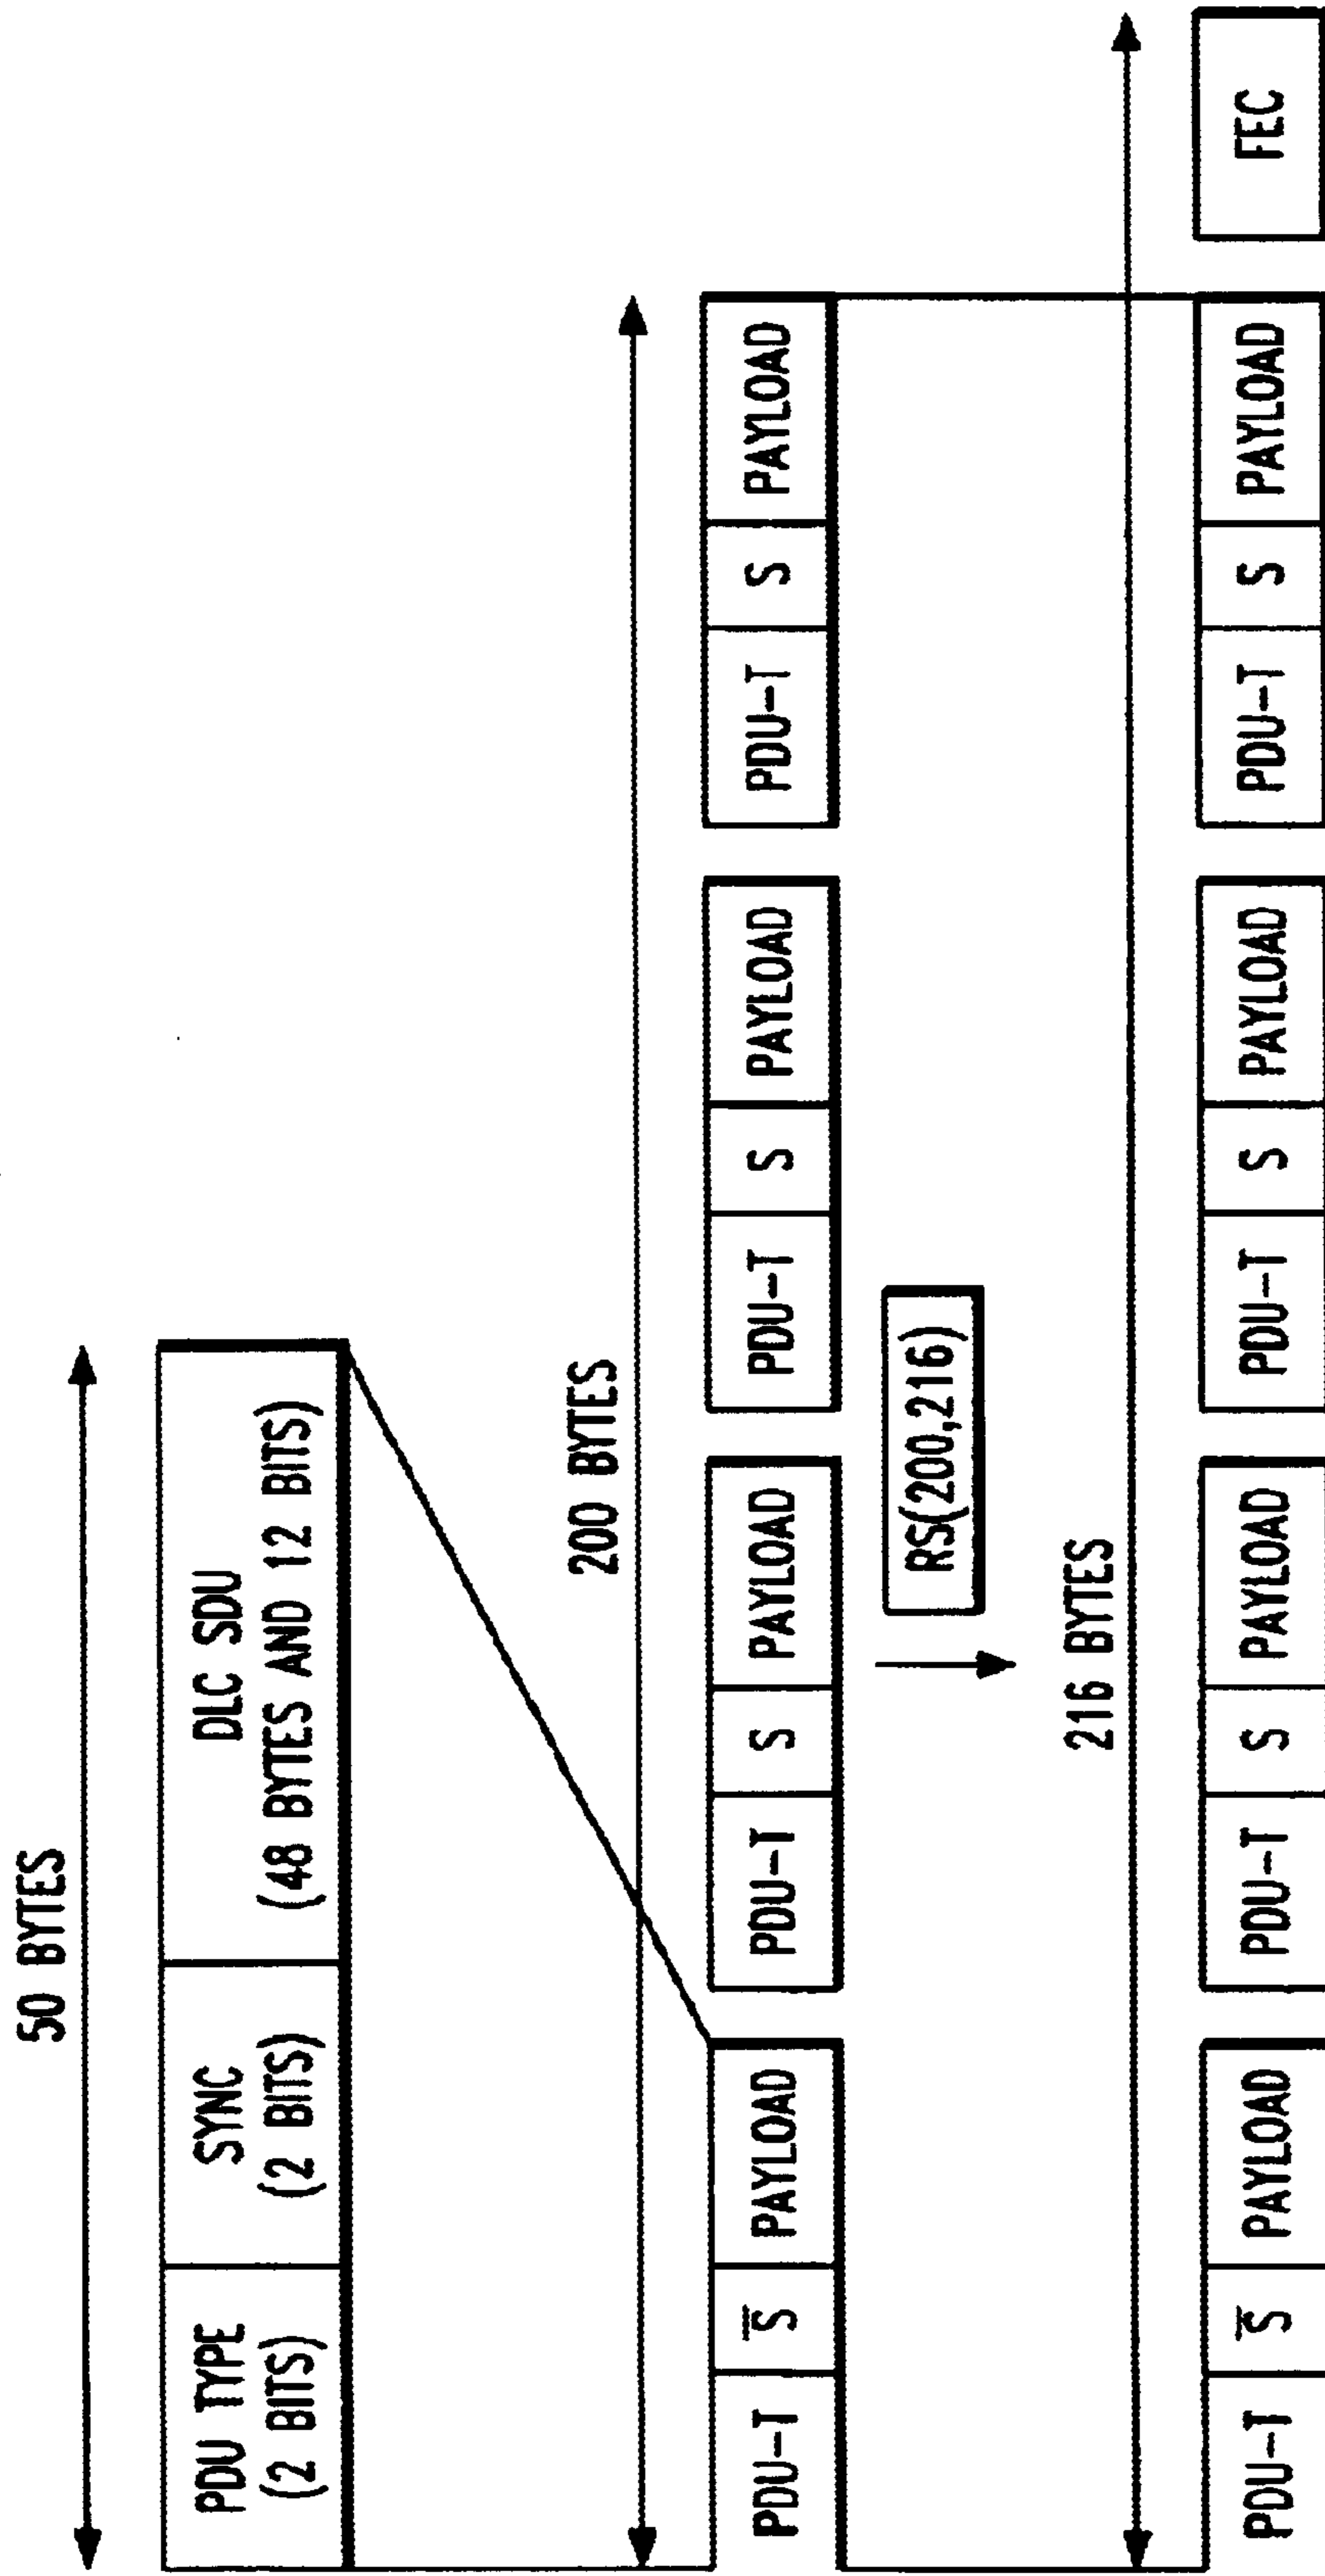 50 BYTES
PDU TYPE
(2 BITS)
SYNC
(2 BITS)
DLC SDU
(48 BYTES AND 12 BITS)
200 BYTES
PDU-T S̅ PAYLOAD PDU-T S PAYLOAD PDU-T S PAYLOAD PDU-T S PAYLOAD
RS(200,216)
216 BYTES
PDU-T S̅ PAYLOAD PDU-T S PAYLOAD PDU-T S PAYLOAD PDU-T S PAYLOAD FEC